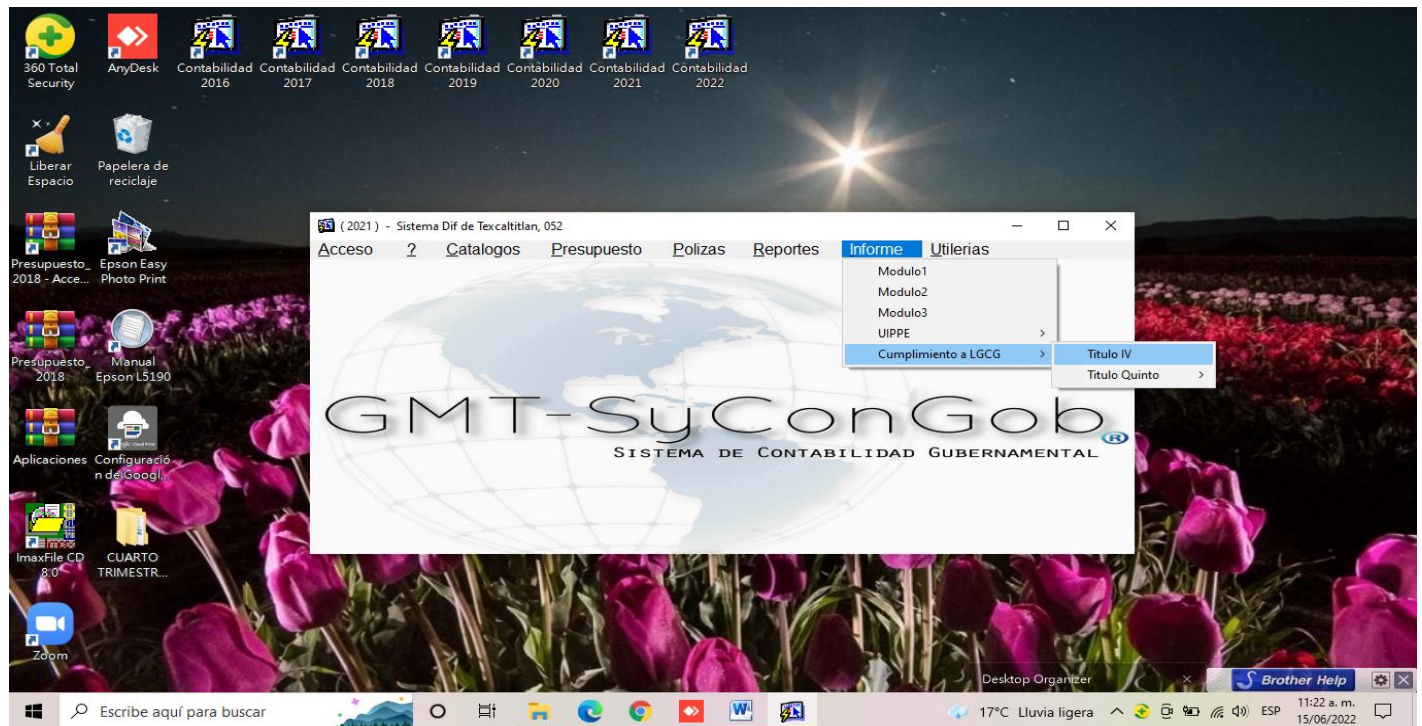 360 Total
Security
AnyDesk
Contabilidad
2016
Contabilidad
2017
Contabilidad
2018
Contabilidad
2019
Contabilidad
2020
Contabilidad
2021
Contabilidad
2022
Liberar
Espacio
Papelera de
reciclaje
Presupuesto_
2018 - Acce...
Epson Easy
Photo Print
Presupuesto_
2018
Manual
Epson L5190
Aplicaciones
Configuració
n de Googl...
ImaxFile CD
8.0
CUARTO
TRIMESTR...
Zoom
( 2021 ) - Sistema Dif de Texcaltitlan, 052
Acceso ? Catalogos Presupuesto Polizas Reportes Informe Utilerias
Modulo1
Modulo2
Modulo3
UIPPE >
Cumplimiento a LGCG >
Titulo IV
Titulo Quinto >
GMT-SyConGob®
SISTEMA DE CONTABILIDAD GUBERNAMENTAL
Desktop Organizer
Brother Help
Escribe aquí para buscar
17°C Lluvia ligera
ESP
11:22 a. m.
15/06/2022